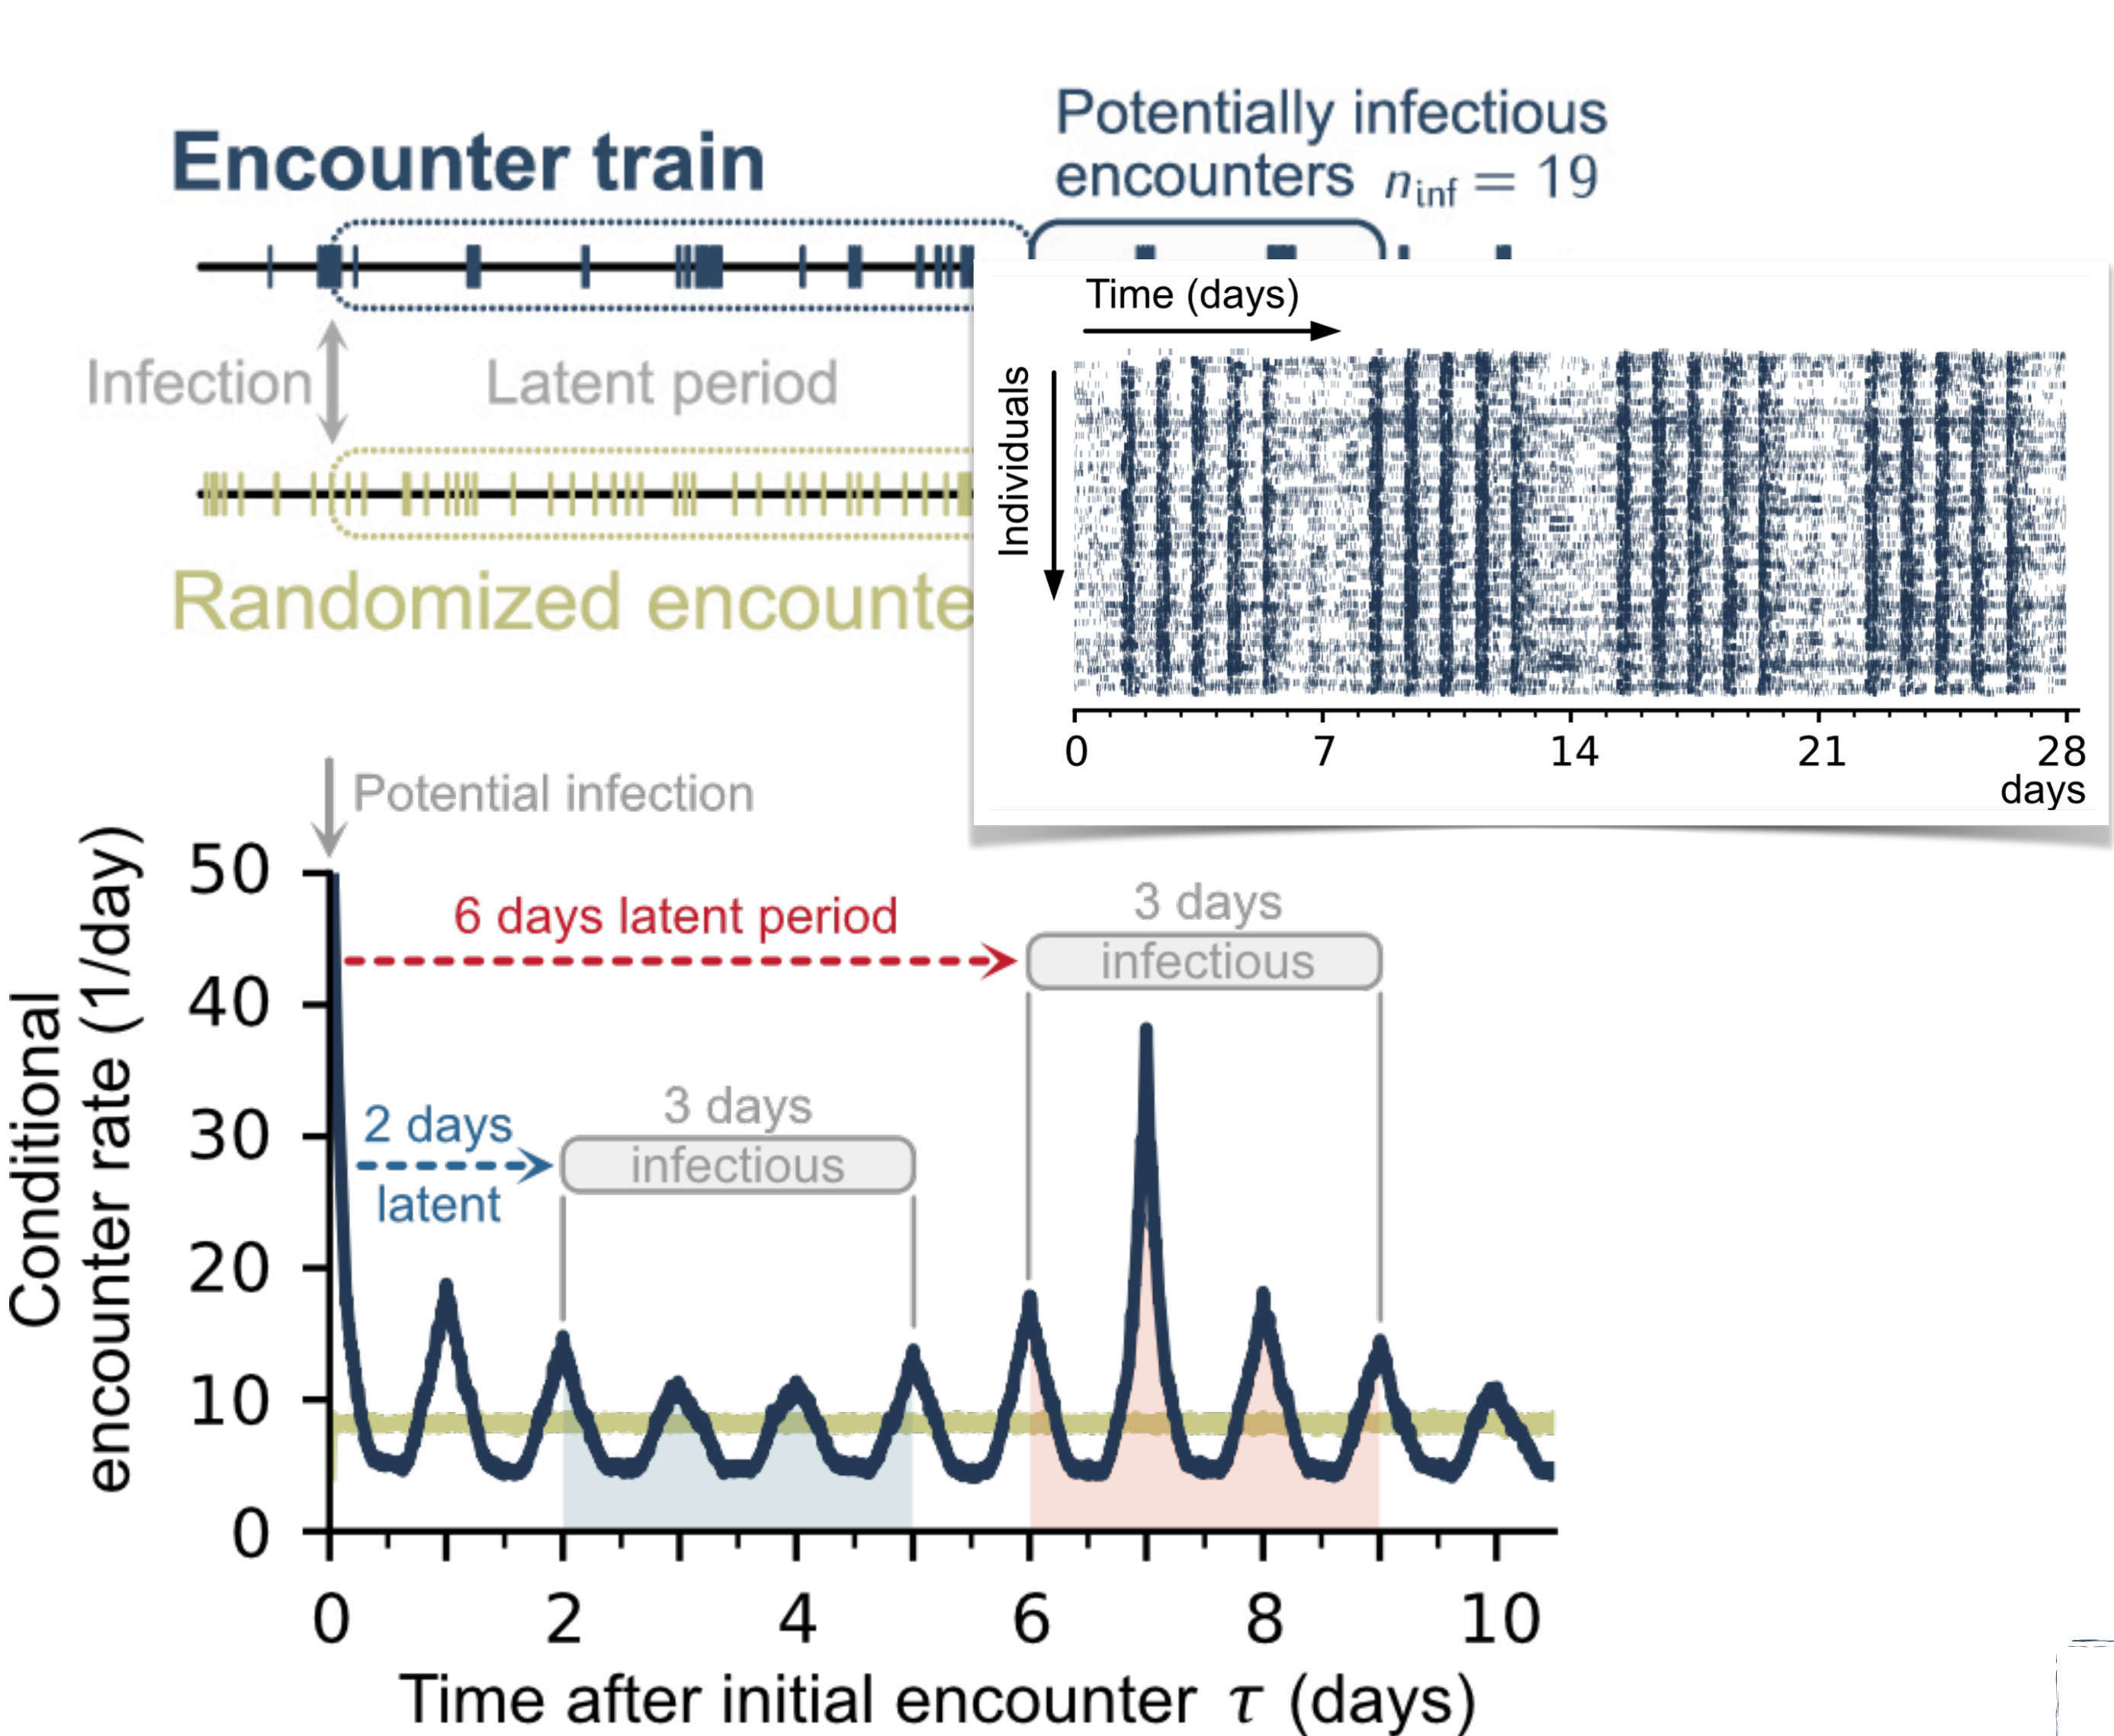 Potentially infectious
encounters n_inf = 19
Encounter train
Time (days)
Individuals
Infection
Latent period
Randomized encounte
0 7 14 21 28
days
Potential infection
Conditional
encounter rate (1/day)
50
40
30
20
10
0
6 days latent period
3 days
infectious
2 days
latent
3 days
infectious
0 2 4 6 8 10
Time after initial encounter τ (days)